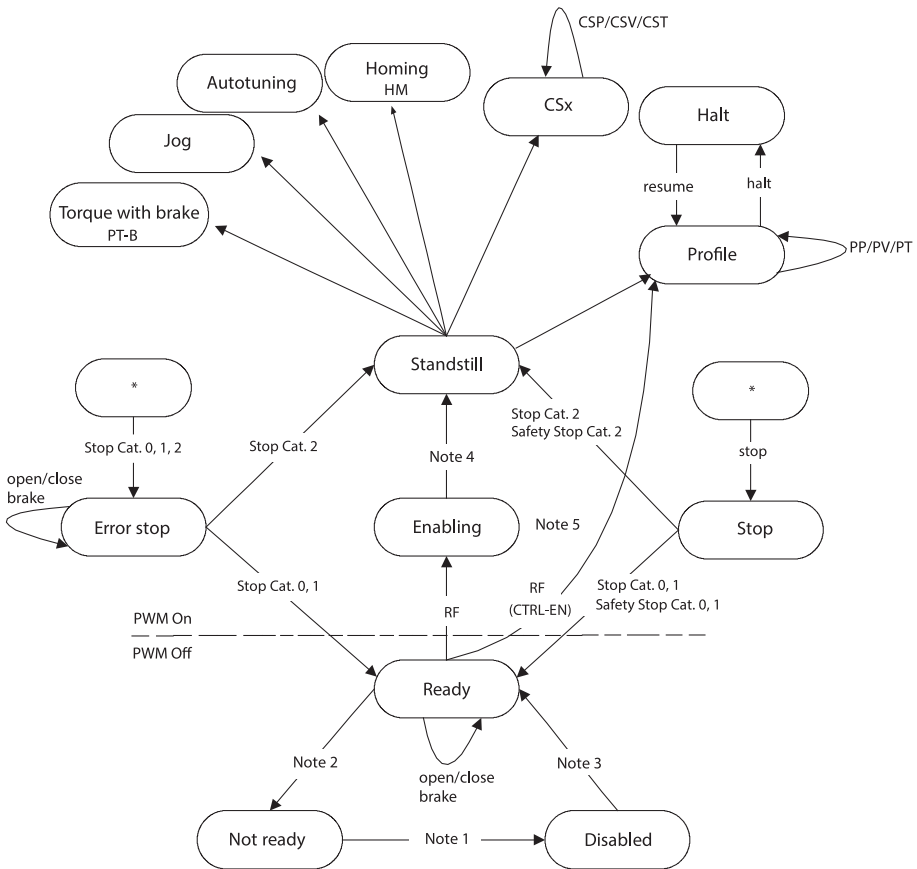 CSP/CSV/CST
Homing
HM
Autotuning
CSx
Halt
Jog
resume
halt
Torque with brake
PT-B
Profile
PP/PV/PT
Standstill
*
*
Stop Cat. 2
Safety Stop Cat. 2
Stop Cat. 0, 1, 2
Stop Cat. 2
Note 4
stop
open/close
brake
Error stop
Enabling
Note 5
Stop
Stop Cat. 0, 1
RF
RF
(CTRL-EN)
Stop Cat. 0, 1
Safety Stop Cat. 0, 1
PWM On
PWM Off
Ready
Note 2
open/close
brake
Note 3
Not ready
Note 1
Disabled